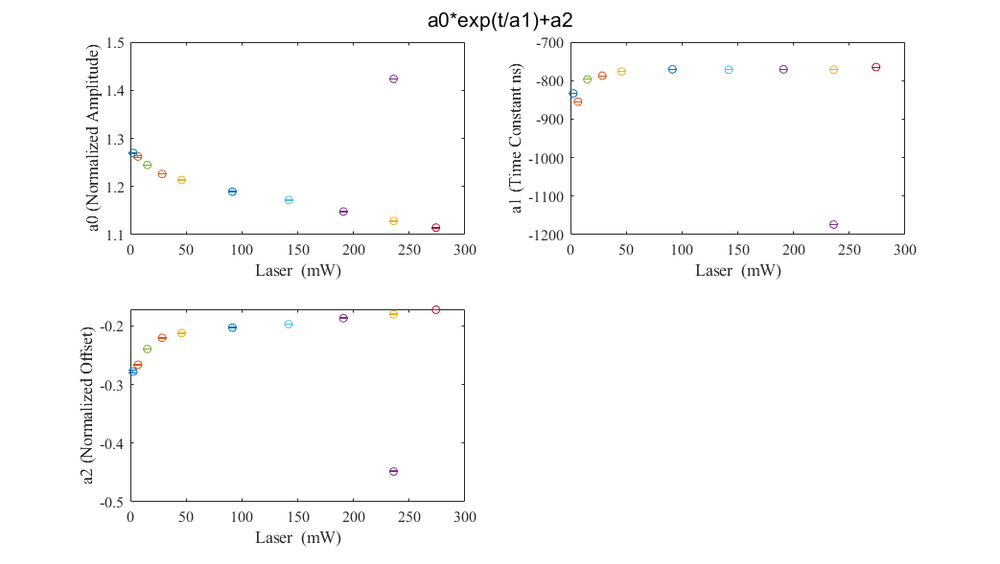 a0*exp(t/a1)+a2
a0 (Normalized Amplitude)
1.5
1.4
1.3
1.2
1.1
0 50 100 150 200 250 300
Laser (mW)
a1 (Time Constant ns)
-700
-800
-900
-1000
-1100
-1200
0 50 100 150 200 250 300
Laser (mW)
a2 (Normalized Offset)
-0.2
-0.3
-0.4
-0.5
0 50 100 150 200 250 300
Laser (mW)